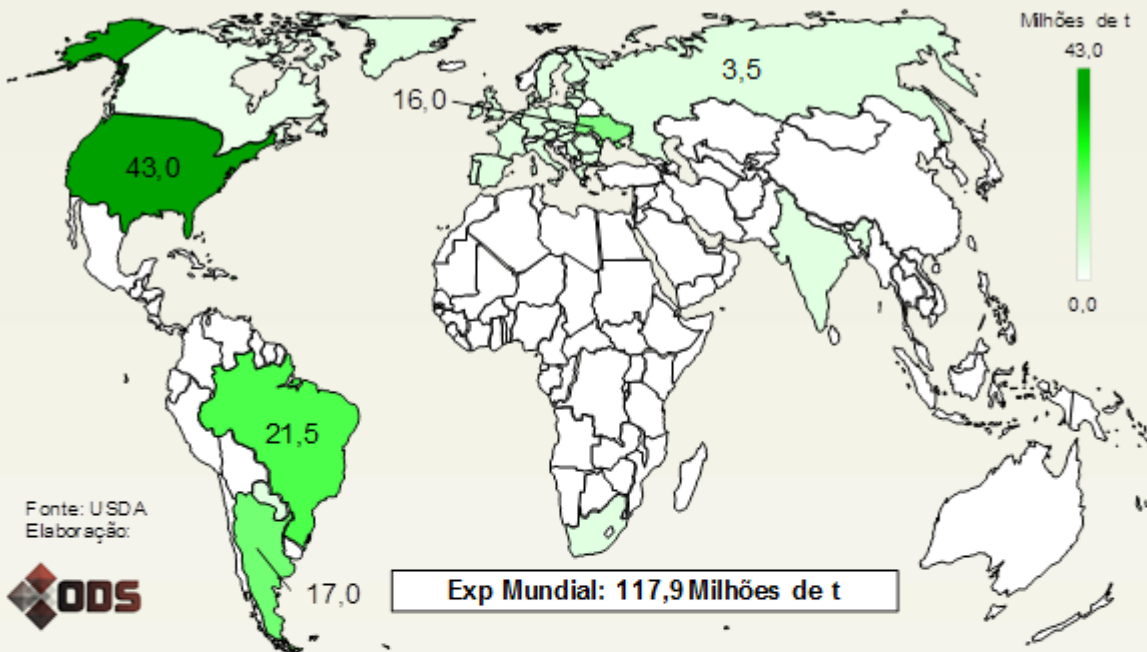 Milhões de t
43,0
3,5
16,0
43,0
0,0
21,5
Fonte: USDA
Elaboração:
ODS
17,0
Exp Mundial: 117,9 Milhões de t